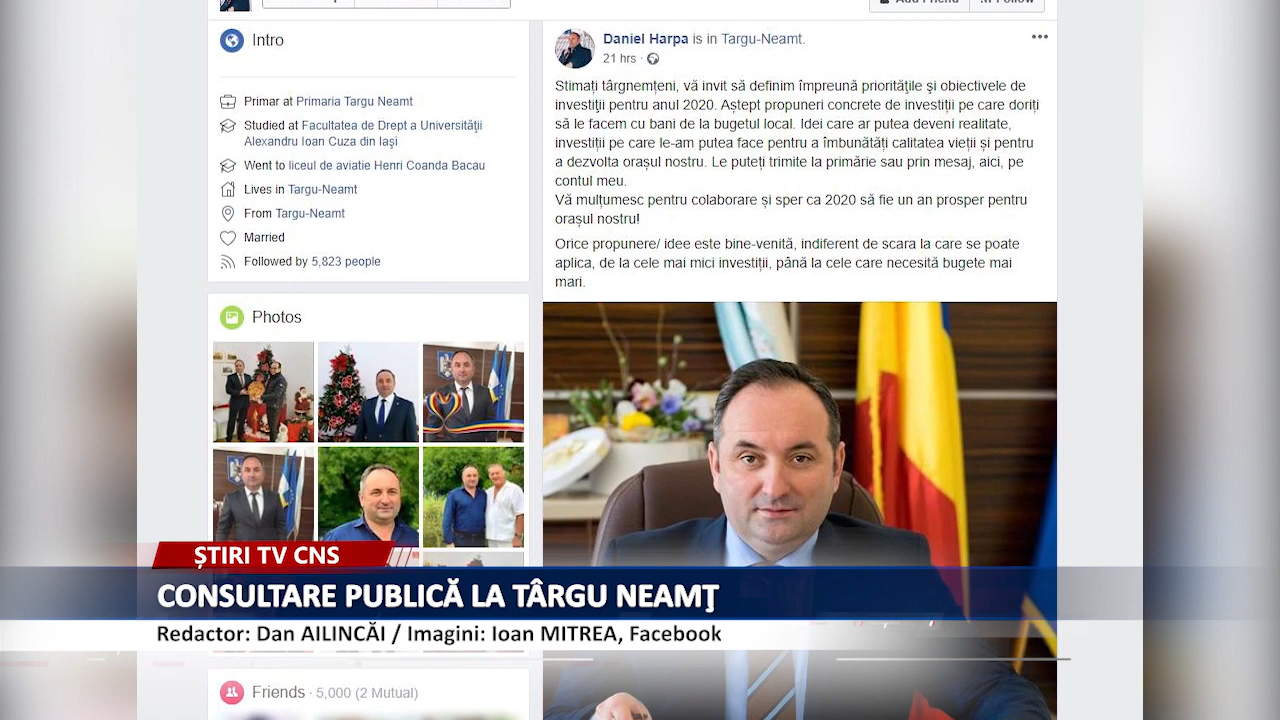 Add Friend
Follow
Intro
Primar at Primaria Targu Neamt
Studied at Facultatea de Drept a Universităţii
Alexandru Ioan Cuza din Iaşi
Went to liceul de aviatie Henri Coanda Bacau
Lives in Targu-Neamt
From Targu-Neamt
Married
Followed by 5,823 people
Photos
Friends · 5,000 (2 Mutual)
Daniel Harpa is in Targu-Neamt.
21 hrs ·
Stimați târgnemțeni, vă invit să definim împreună priorităţile şi obiectivele de
investiţii pentru anul 2020. Aștept propuneri concrete de investiții pe care doriți
să le facem cu bani de la bugetul local. Idei care ar putea deveni realitate,
investiții pe care le-am putea face pentru a îmbunătăți calitatea vieții și pentru
a dezvolta orașul nostru. Le puteți trimite la primărie sau prin mesaj, aici, pe
contul meu.
Vă mulțumesc pentru colaborare și sper ca 2020 să fie un an prosper pentru
orașul nostru!
Orice propunere/ idee este bine-venită, indiferent de scara la care se poate
aplica, de la cele mai mici investiții, până la cele care necesită bugete mai
mari.
ȘTIRI TV CNS
CONSULTARE PUBLICĂ LA TÂRGU NEAMŢ
Redactor: Dan AILINCĂI / Imagini: Ioan MITREA, Facebook